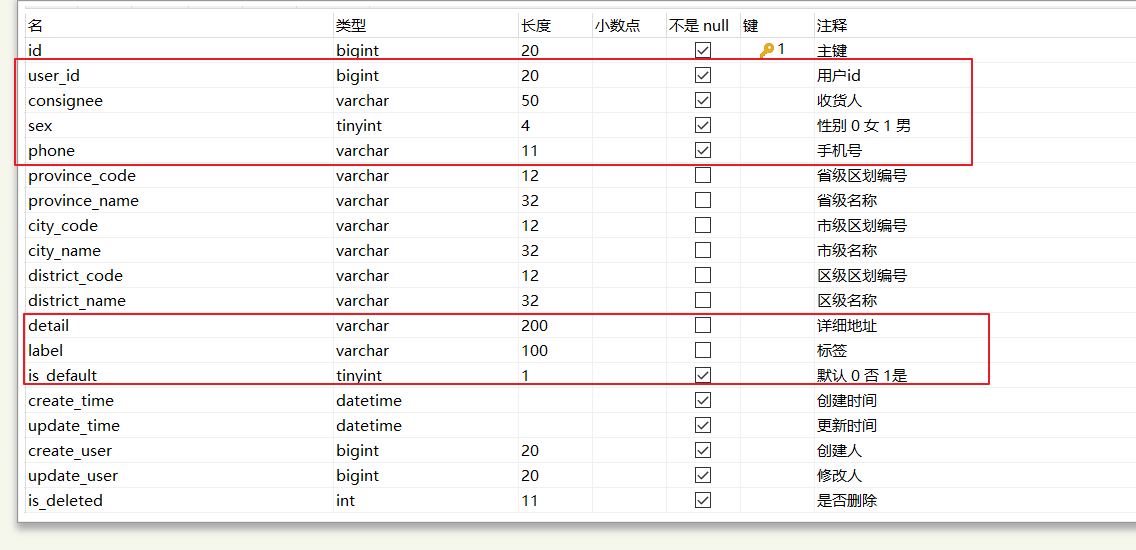 名 类型 长度 小数点 不是 null 键 注释
id bigint 20 1 主键
user_id bigint 20 用户id
consignee varchar 50 收货人
sex tinyint 4 性别 0 女 1 男
phone varchar 11 手机号
province_code varchar 12 省级区划编号
province_name varchar 32 省级名称
city_code varchar 12 市级区划编号
city_name varchar 32 市级名称
district_code varchar 12 区级区划编号
district_name varchar 32 区级名称
detail varchar 200 详细地址
label varchar 100 标签
is_default tinyint 1 默认 0 否 1是
create_time datetime 创建时间
update_time datetime 更新时间
create_user bigint 20 创建人
update_user bigint 20 修改人
is_deleted int 11 是否删除